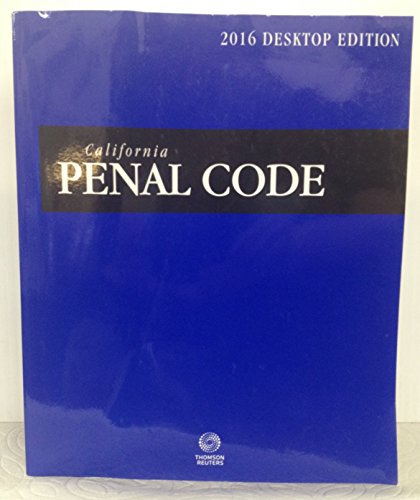 2016 DESKTOP EDITION
California
PENAL CODE
THOMSON
REUTERS